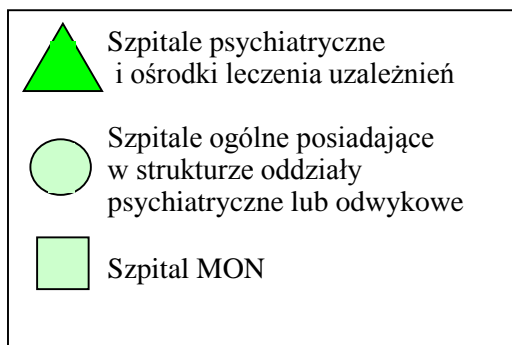 Szpitale psychiatryczne
i ośrodki leczenia uzależnień
Szpitale ogólne posiadające
w strukturze oddziały
psychiatryczne lub odwykowe
Szpital MON